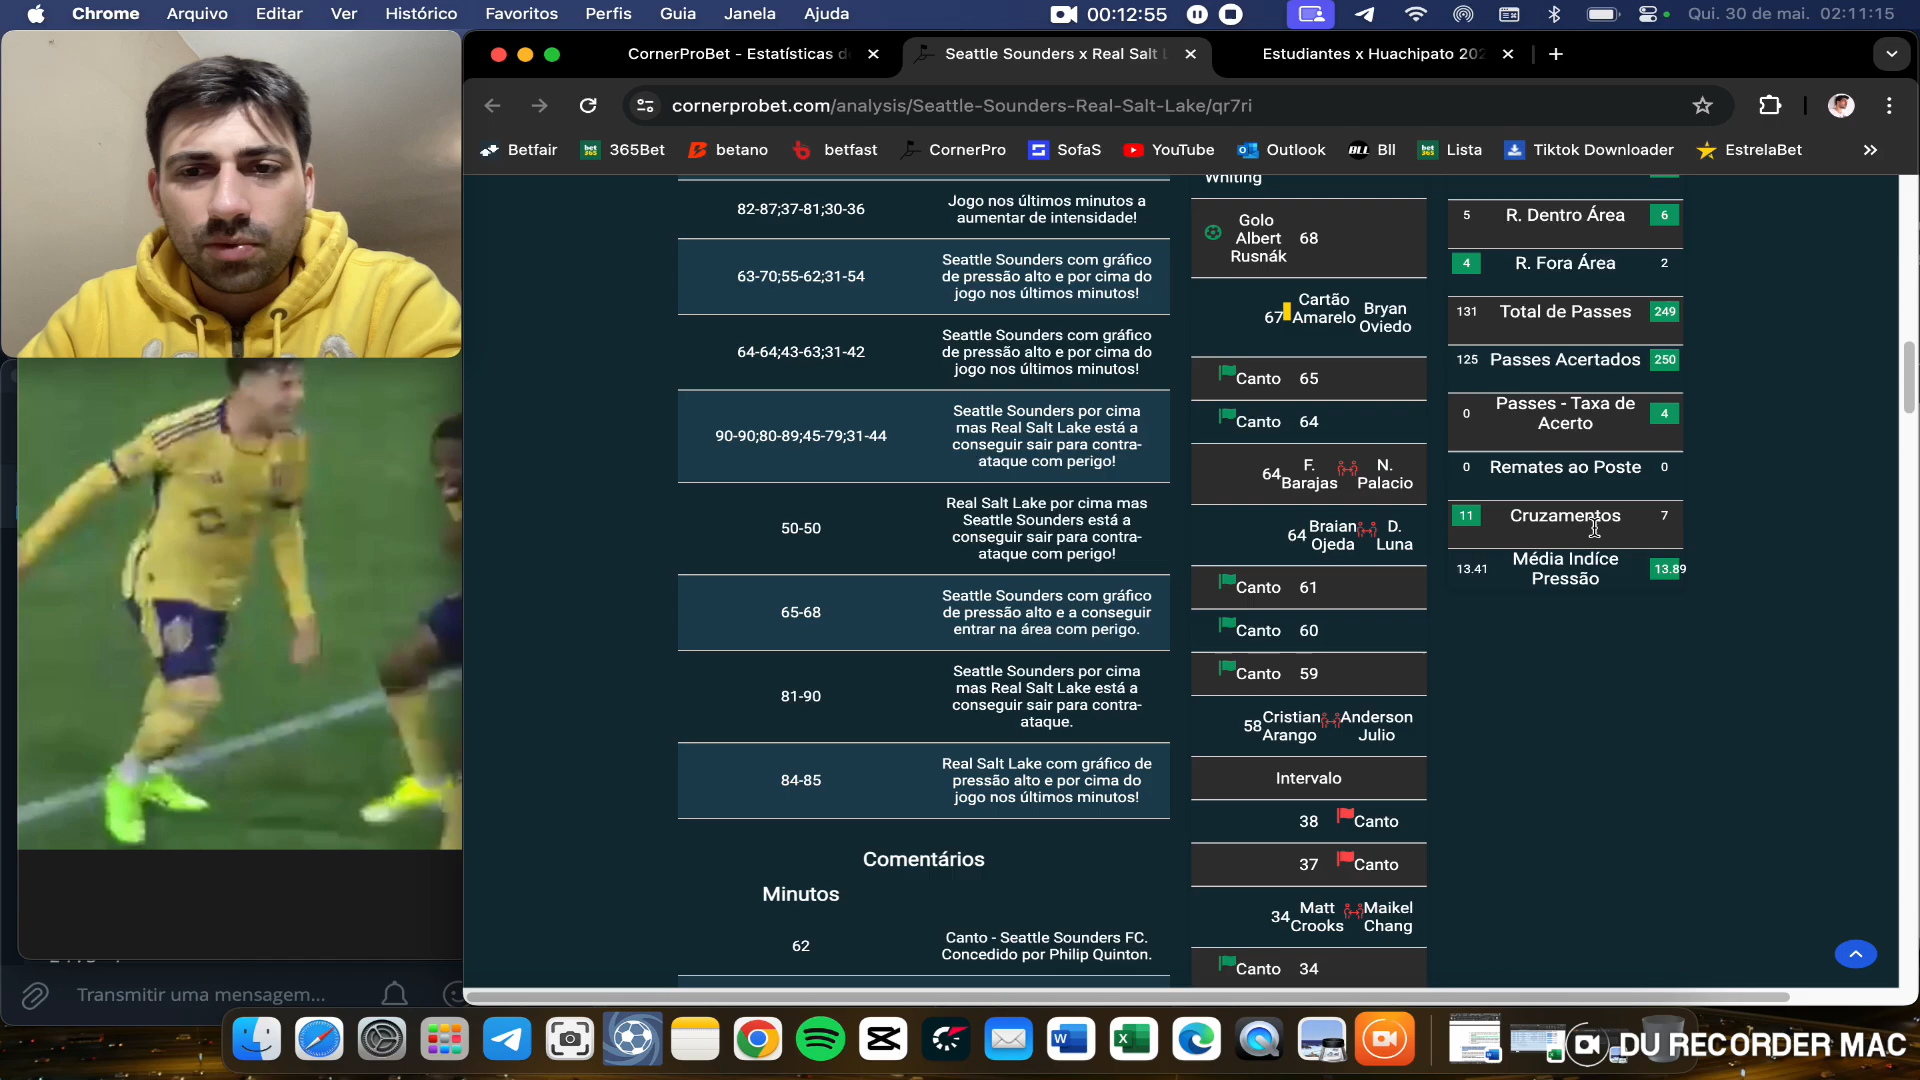 Chrome Arquivo Editar Ver Histórico Favoritos Perfis Guia Janela Ajuda 00:12:55 Qui. 30 de mai. 02:11:15
CornerProBet - Estatísticas d
Seattle Sounders x Real Salt L
Estudiantes x Huachipato 202
cornerprobet.com/analysis/Seattle-Sounders-Real-Salt-Lake/qr7ri
Betfair bet365 365Bet betano betfast CornerPro SofaS YouTube Outlook BLL Bll bet365 Lista Tiktok Downloader EstrelaBet
82-87;37-81;30-36
Jogo nos últimos minutos a
aumentar de intensidade!
63-70;55-62;31-54
Seattle Sounders com gráfico
de pressão alto e por cima do
jogo nos últimos minutos!
64-64;43-63;31-42
Seattle Sounders com gráfico
de pressão alto e por cima do
jogo nos últimos minutos!
90-90;80-89;45-79;31-44
Seattle Sounders por cima
mas Real Salt Lake está a
conseguir sair para contra-
ataque com perigo!
50-50
Real Salt Lake por cima mas
Seattle Sounders está a
conseguir sair para contra-
ataque com perigo!
65-68
Seattle Sounders com gráfico
de pressão alto e a conseguir
entrar na área com perigo.
81-90
Seattle Sounders por cima
mas Real Salt Lake está a
conseguir sair para contra-
ataque.
84-85
Real Salt Lake com gráfico de
pressão alto e por cima do
jogo nos últimos minutos!
Comentários
Minutos
62
Canto - Seattle Sounders FC.
Concedido por Philip Quinton.
Whiting
Golo
Albert
Rusnák
68
67
Cartão
Amarelo
Bryan
Oviedo
Canto 65
Canto 64
64
F.
Barajas
N.
Palacio
64
Braian
Ojeda
D.
Luna
Canto 61
Canto 60
Canto 59
58
Cristian
Arango
Anderson
Julio
Intervalo
38 Canto
37 Canto
34
Matt
Crooks
Maikel
Chang
Canto 34
5 R. Dentro Área 6
4 R. Fora Área 2
131 Total de Passes 249
125 Passes Acertados 250
0 Passes - Taxa de
Acerto 4
0 Remates ao Poste 0
11 Cruzamentos 7
13.41 Média Indíce
Pressão 13.89
Transmitir uma mensagem...
DU RECORDER MAC